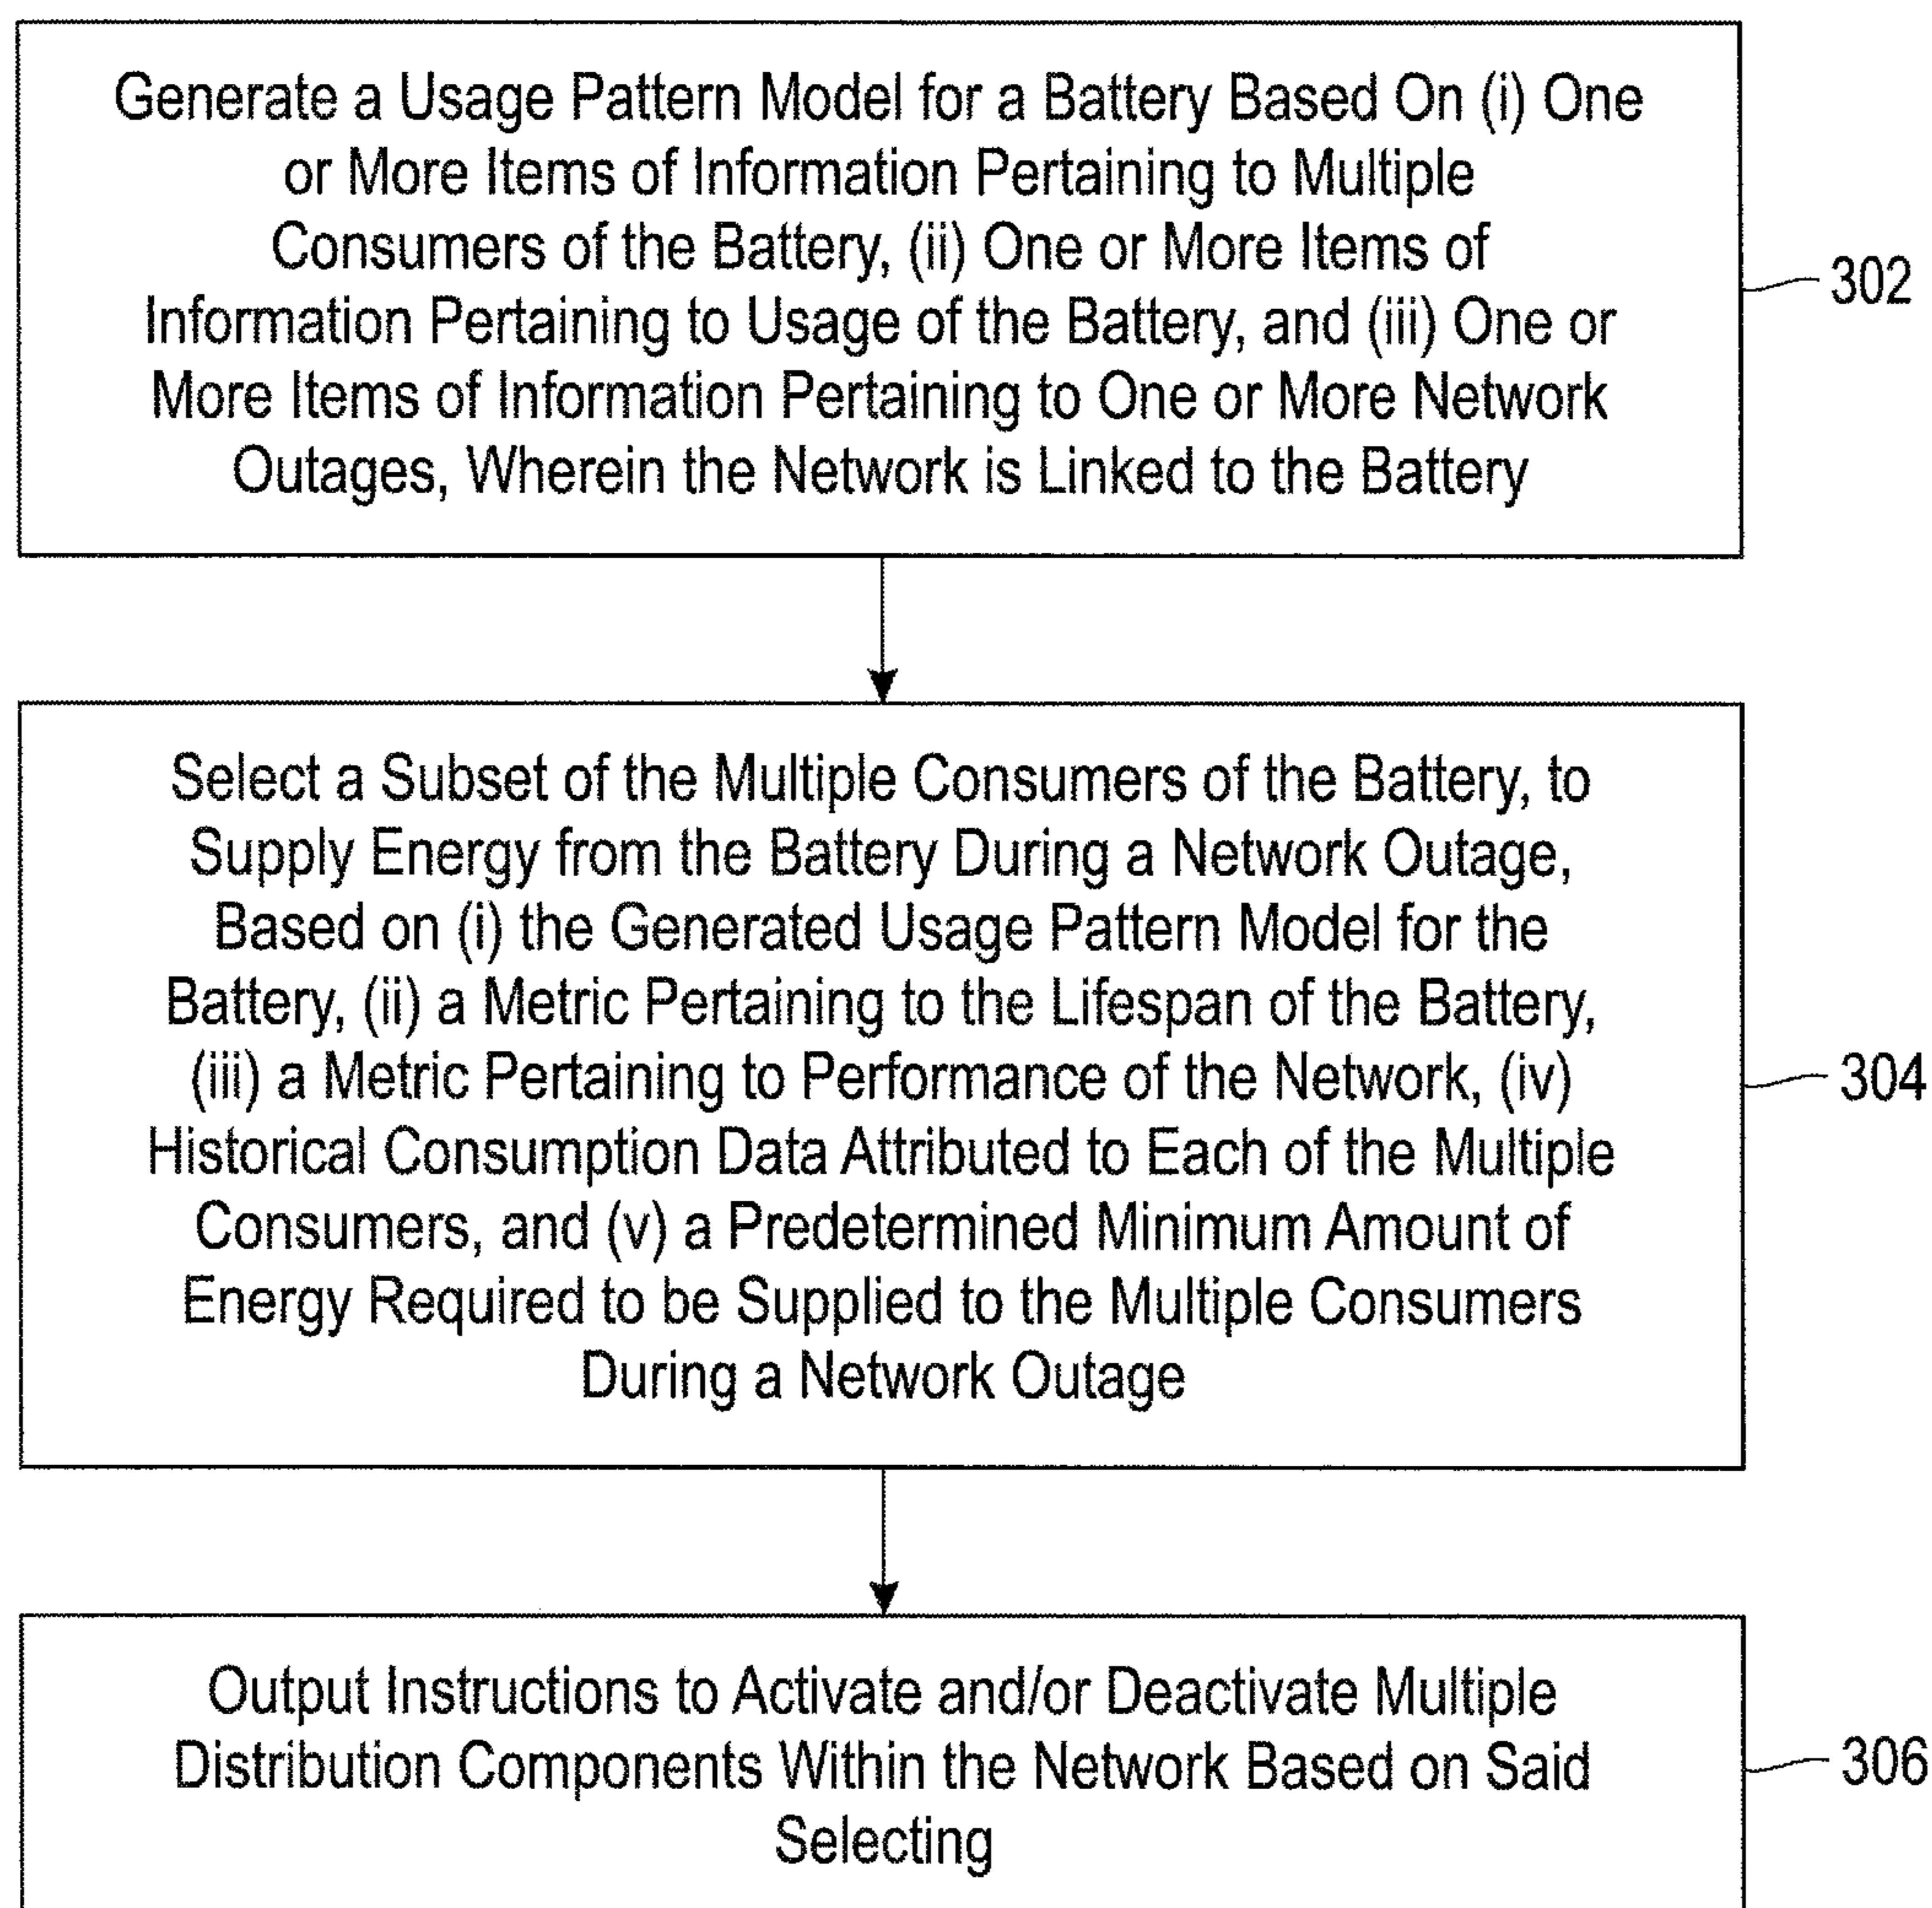 Generate a Usage Pattern Model for a Battery Based On (i) One
or More Items of Information Pertaining to Multiple
Consumers of the Battery, (ii) One or More Items of
Information Pertaining to Usage of the Battery, and (iii) One or
More Items of Information Pertaining to One or More Network
Outages, Wherein the Network is Linked to the Battery
302
Select a Subset of the Multiple Consumers of the Battery, to
Supply Energy from the Battery During a Network Outage,
Based on (i) the Generated Usage Pattern Model for the
Battery, (ii) a Metric Pertaining to the Lifespan of the Battery,
(iii) a Metric Pertaining to Performance of the Network, (iv)
Historical Consumption Data Attributed to Each of the Multiple
Consumers, and (v) a Predetermined Minimum Amount of
Energy Required to be Supplied to the Multiple Consumers
During a Network Outage
304
Output Instructions to Activate and/or Deactivate Multiple
Distribution Components Within the Network Based on Said
Selecting
306